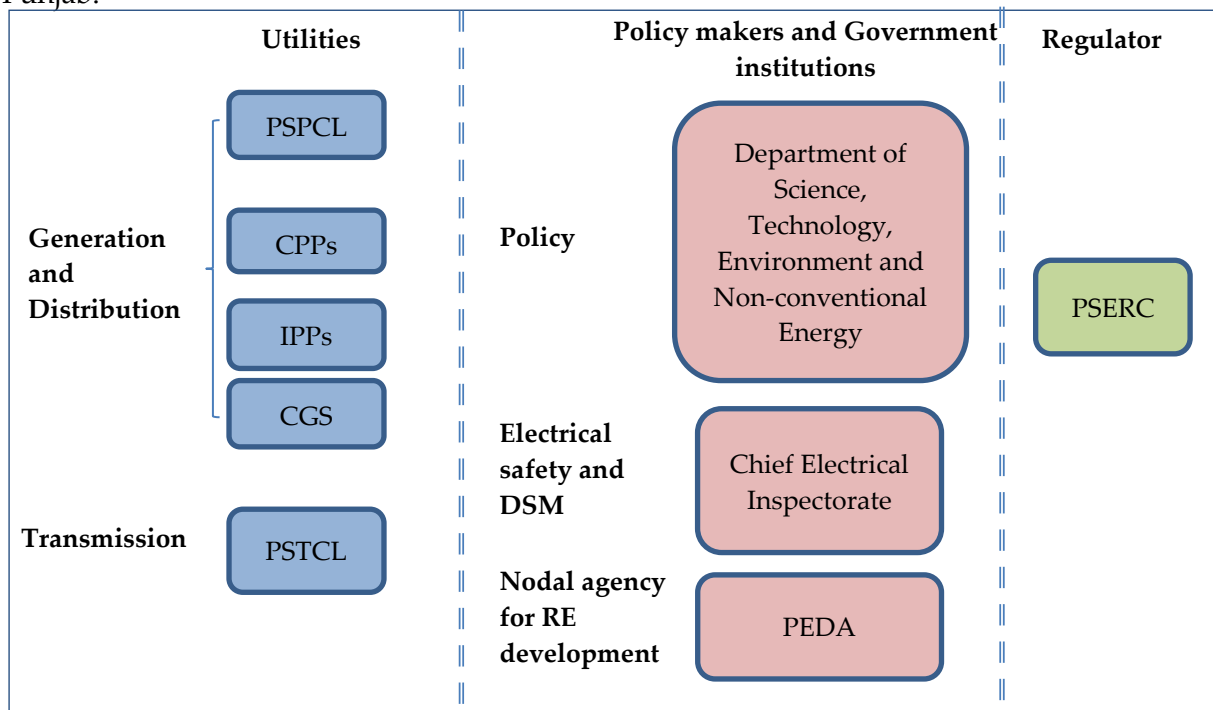 Punjab.
Utilities
Policy makers and Government
institutions
Regulator
PSPCL
Generation
and
Distribution
CPPs
IPPs
CGS
Transmission
PSTCL
Policy
Department of
Science,
Technology,
Environment and
Non-conventional
Energy
Electrical
safety and
DSM
Chief Electrical
Inspectorate
Nodal agency
for RE
development
PEDA
PSERC